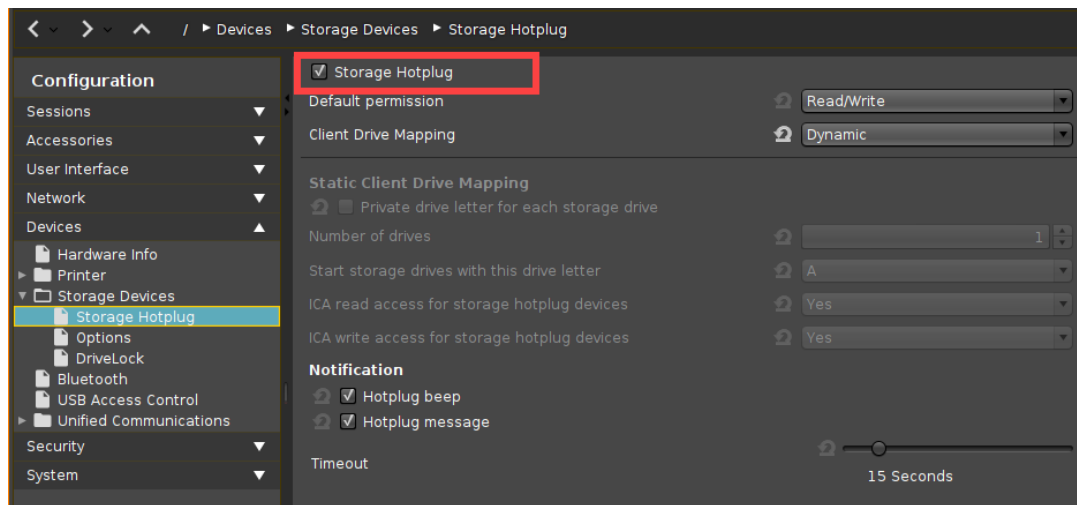 / Devices Storage Devices Storage Hotplug
Configuration
Sessions
Accessories
User Interface
Network
Devices
Hardware Info
Printer
Storage Devices
Storage Hotplug
Options
DriveLock
Bluetooth
USB Access Control
Unified Communications
Security
System
Storage Hotplug
Default permission Read/Write
Client Drive Mapping Dynamic
Static Client Drive Mapping
Private drive letter for each storage drive
Number of drives 1
Start storage drives with this drive letter A
ICA read access for storage hotplug devices Yes
ICA write access for storage hotplug devices Yes
Notification
Hotplug beep
Hotplug message
Timeout
15 Seconds